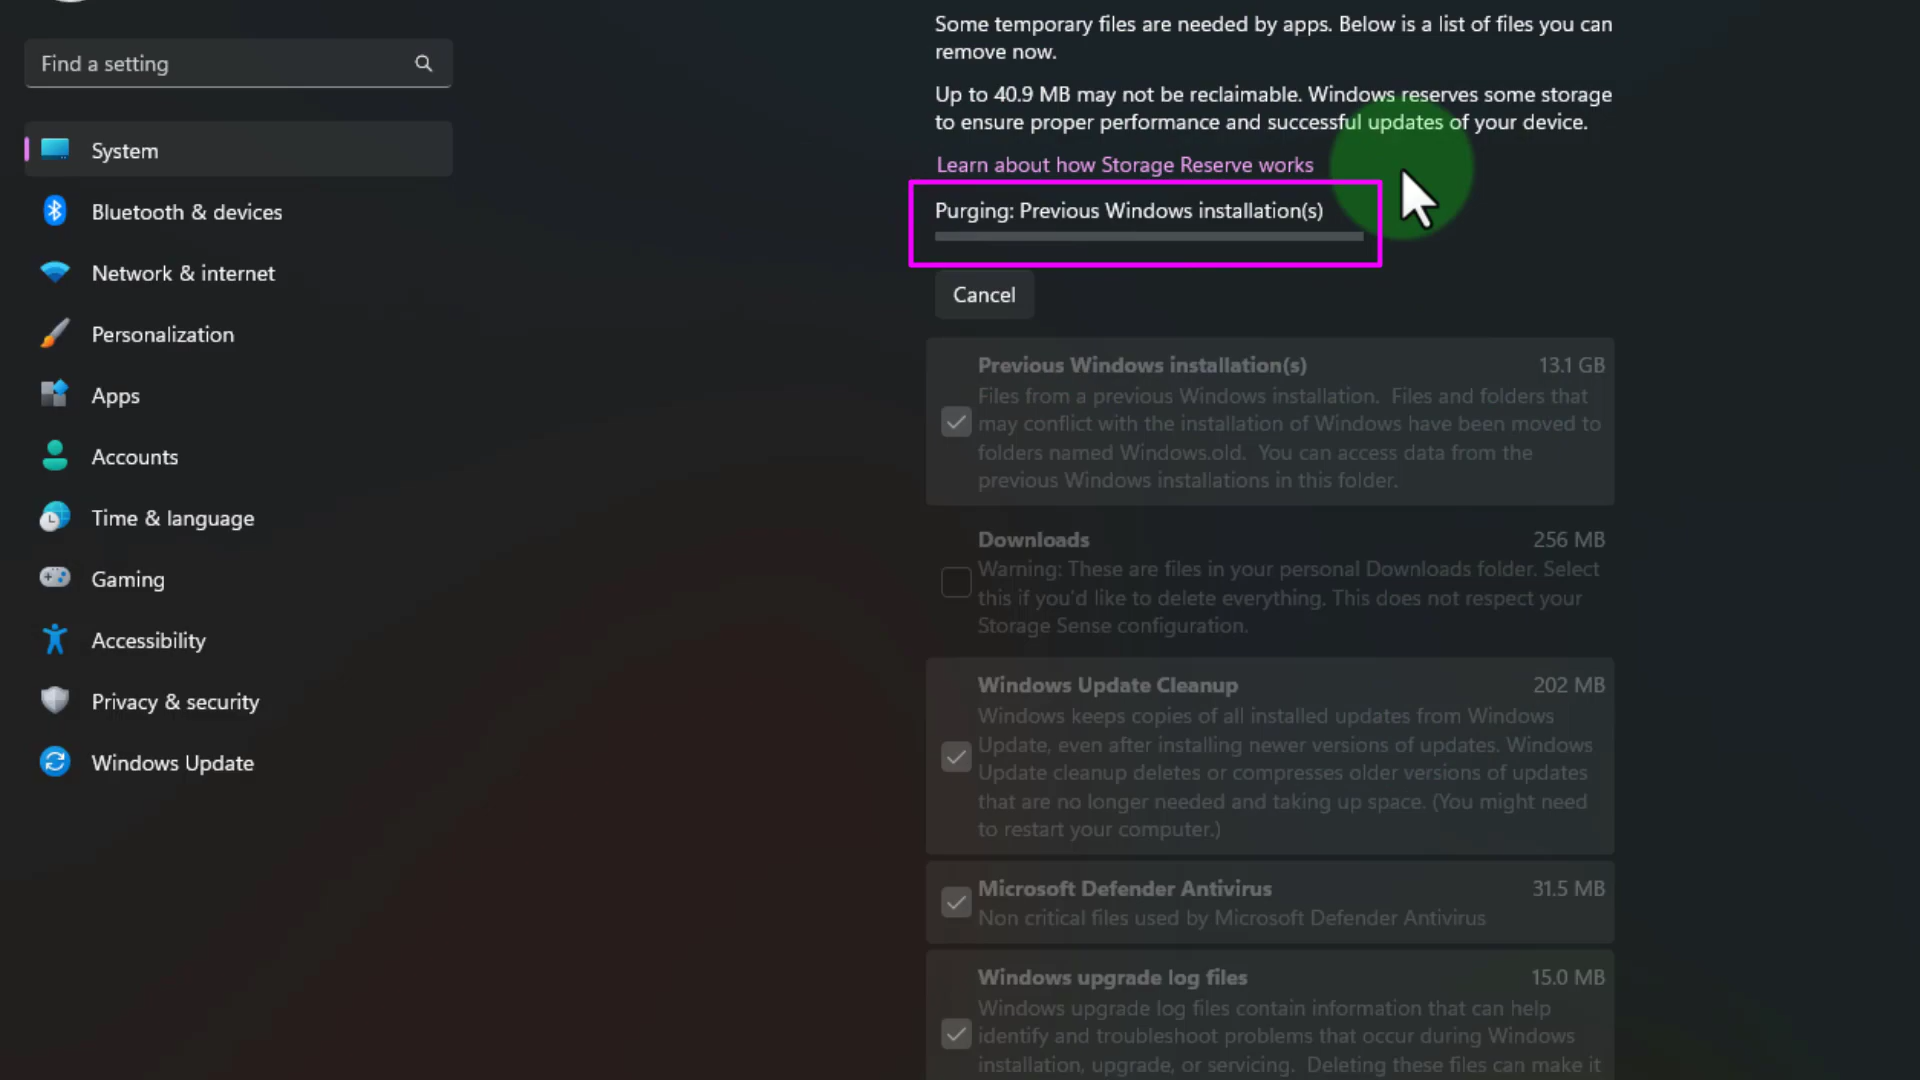 Find a setting
System
Bluetooth & devices
Network & internet
Personalization
Apps
Accounts
Time & language
Gaming
Accessibility
Privacy & security
Windows Update
Some temporary files are needed by apps. Below is a list of files you can
remove now.
Up to 40.9 MB may not be reclaimable. Windows reserves some storage
to ensure proper performance and successful updates of your device.
Learn about how Storage Reserve works
Purging: Previous Windows installation(s)
Cancel
Previous Windows installation(s) 13.1 GB
Files from a previous Windows installation.  Files and folders that
may conflict with the installation of Windows have been moved to
folders named Windows.old.  You can access data from the
previous Windows installations in this folder.
Downloads 256 MB
Warning: These are files in your personal Downloads folder. Select
this if you'd like to delete everything. This does not respect your
Storage Sense configuration.
Windows Update Cleanup 202 MB
Windows keeps copies of all installed updates from Windows
Update, even after installing newer versions of updates. Windows
Update cleanup deletes or compresses older versions of updates
that are no longer needed and taking up space. (You might need
to restart your computer.)
Microsoft Defender Antivirus 31.5 MB
Non critical files used by Microsoft Defender Antivirus
Windows upgrade log files 15.0 MB
Windows upgrade log files contain information that can help
identify and troubleshoot problems that occur during Windows
installation, upgrade, or servicing.  Deleting these files can make it